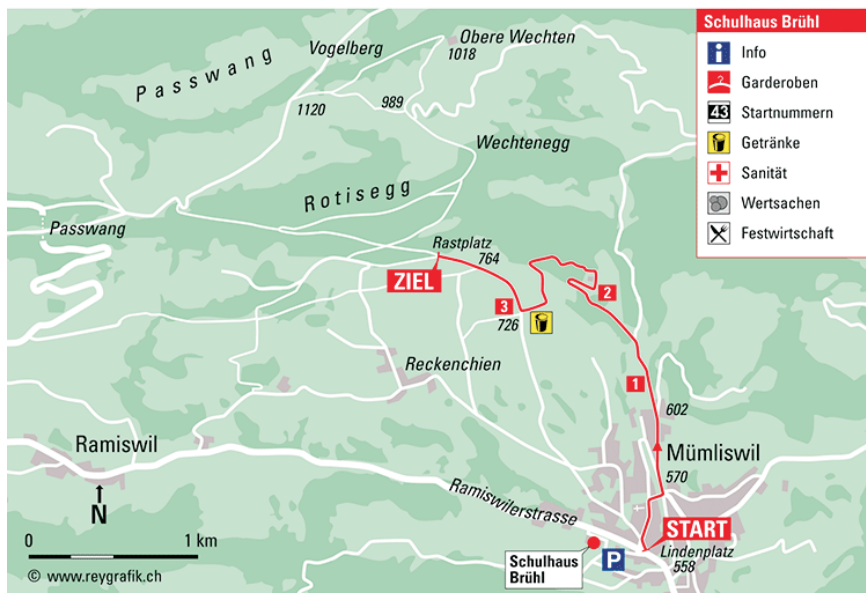 Passwang
Vogelberg
Obere Wechten
1018
1120
989
Wechtenegg
Rotisegg
Passwang
Rastplatz
764
ZIEL
3
726
2
1
Reckenchien
602
Mümliswil
570
Ramiswil
N
Ramiswilerstrasse
START
Lindenplatz
558
P
Schulhaus
Brühl
0
1 km
© www.reygrafik.ch
Schulhaus Brühl
i Info
2 Garderoben
43 Startnummern
Getränke
Sanität
Wertsachen
Festwirtschaft